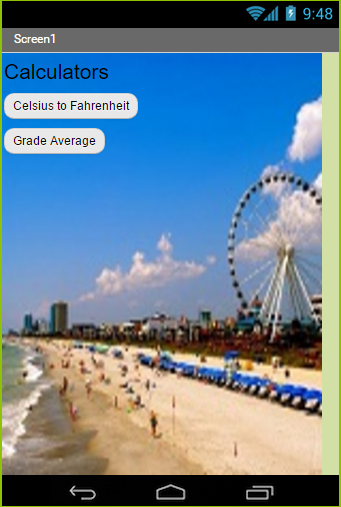 9:48
Screen1
Calculators
Celsius to Fahrenheit
Grade Average